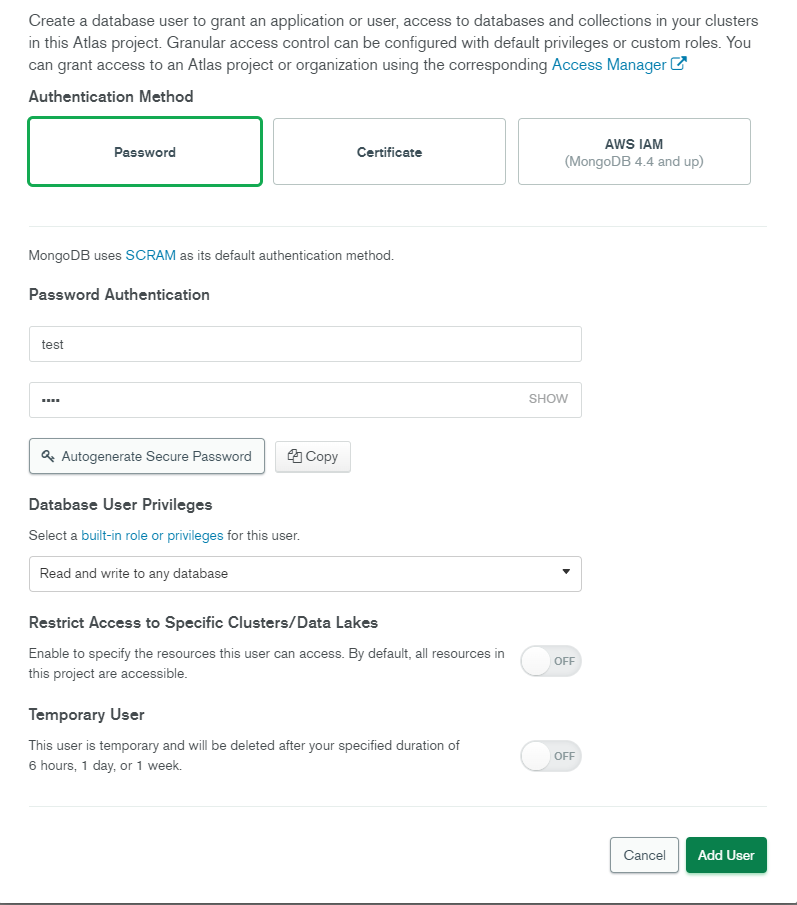 Create a database user to grant an application or user, access to databases and collections in your clusters
in this Atlas project. Granular access control can be configured with default privileges or custom roles. You
can grant access to an Atlas project or organization using the corresponding Access Manager
Authentication Method
Password
Certificate
AWS IAM
(MongoDB 4.4 and up)
MongoDB uses SCRAM as its default authentication method.
Password Authentication
test
•••• SHOW
Autogenerate Secure Password
Copy
Database User Privileges
Select a built-in role or privileges for this user.
Read and write to any database
Restrict Access to Specific Clusters/Data Lakes
Enable to specify the resources this user can access. By default, all resources in
this project are accessible.
OFF
Temporary User
This user is temporary and will be deleted after your specified duration of
6 hours, 1 day, or 1 week.
OFF
Cancel
Add User